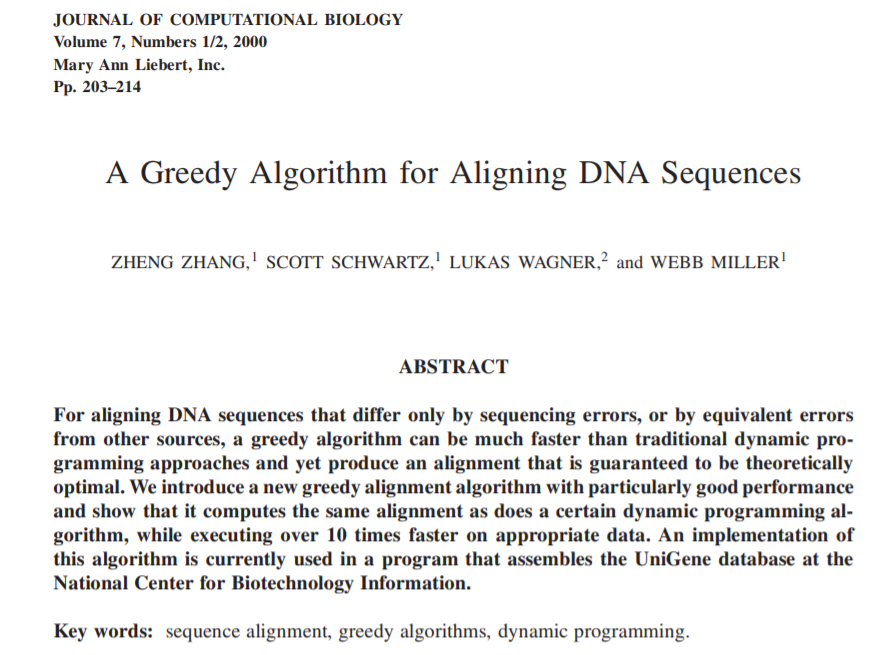 JOURNAL OF COMPUTATIONAL BIOLOGY
Volume 7, Numbers 1/2, 2000
Mary Ann Liebert, Inc.
Pp. 203–214
A Greedy Algorithm for Aligning DNA Sequences
ZHENG ZHANG,¹ SCOTT SCHWARTZ,¹ LUKAS WAGNER,² and WEBB MILLER¹
ABSTRACT
For aligning DNA sequences that differ only by sequencing errors, or by equivalent errors
from other sources, a greedy algorithm can be much faster than traditional dynamic pro-
gramming approaches and yet produce an alignment that is guaranteed to be theoretically
optimal. We introduce a new greedy alignment algorithm with particularly good performance
and show that it computes the same alignment as does a certain dynamic programming al-
gorithm, while executing over 10 times faster on appropriate data. An implementation of
this algorithm is currently used in a program that assembles the UniGene database at the
National Center for Biotechnology Information.
Key words: sequence alignment, greedy algorithms, dynamic programming.